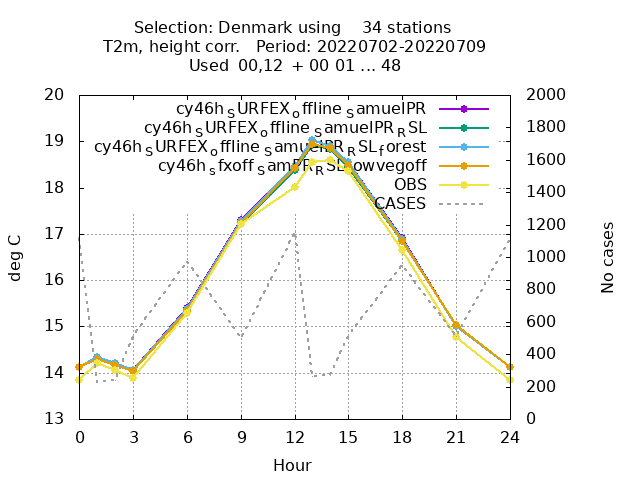 Selection: Denmark using 34 stations
T2m, height corr. Period: 20220702-20220709
Used 00,12 + 00 01 ... 48
deg C
No cases
Hour
20
19
18
17
16
15
14
13
2000
1800
1600
1400
1200
1000
800
600
400
200
0
0 3 6 9 12 15 18 21 24
cy46h_SURFEX_offline_SamuelPR
cy46h_SURFEX_offline_SamuelPR_RSL
cy46h_SURFEX_offline_SamuelPR_RSL_forest
OBS
CASES